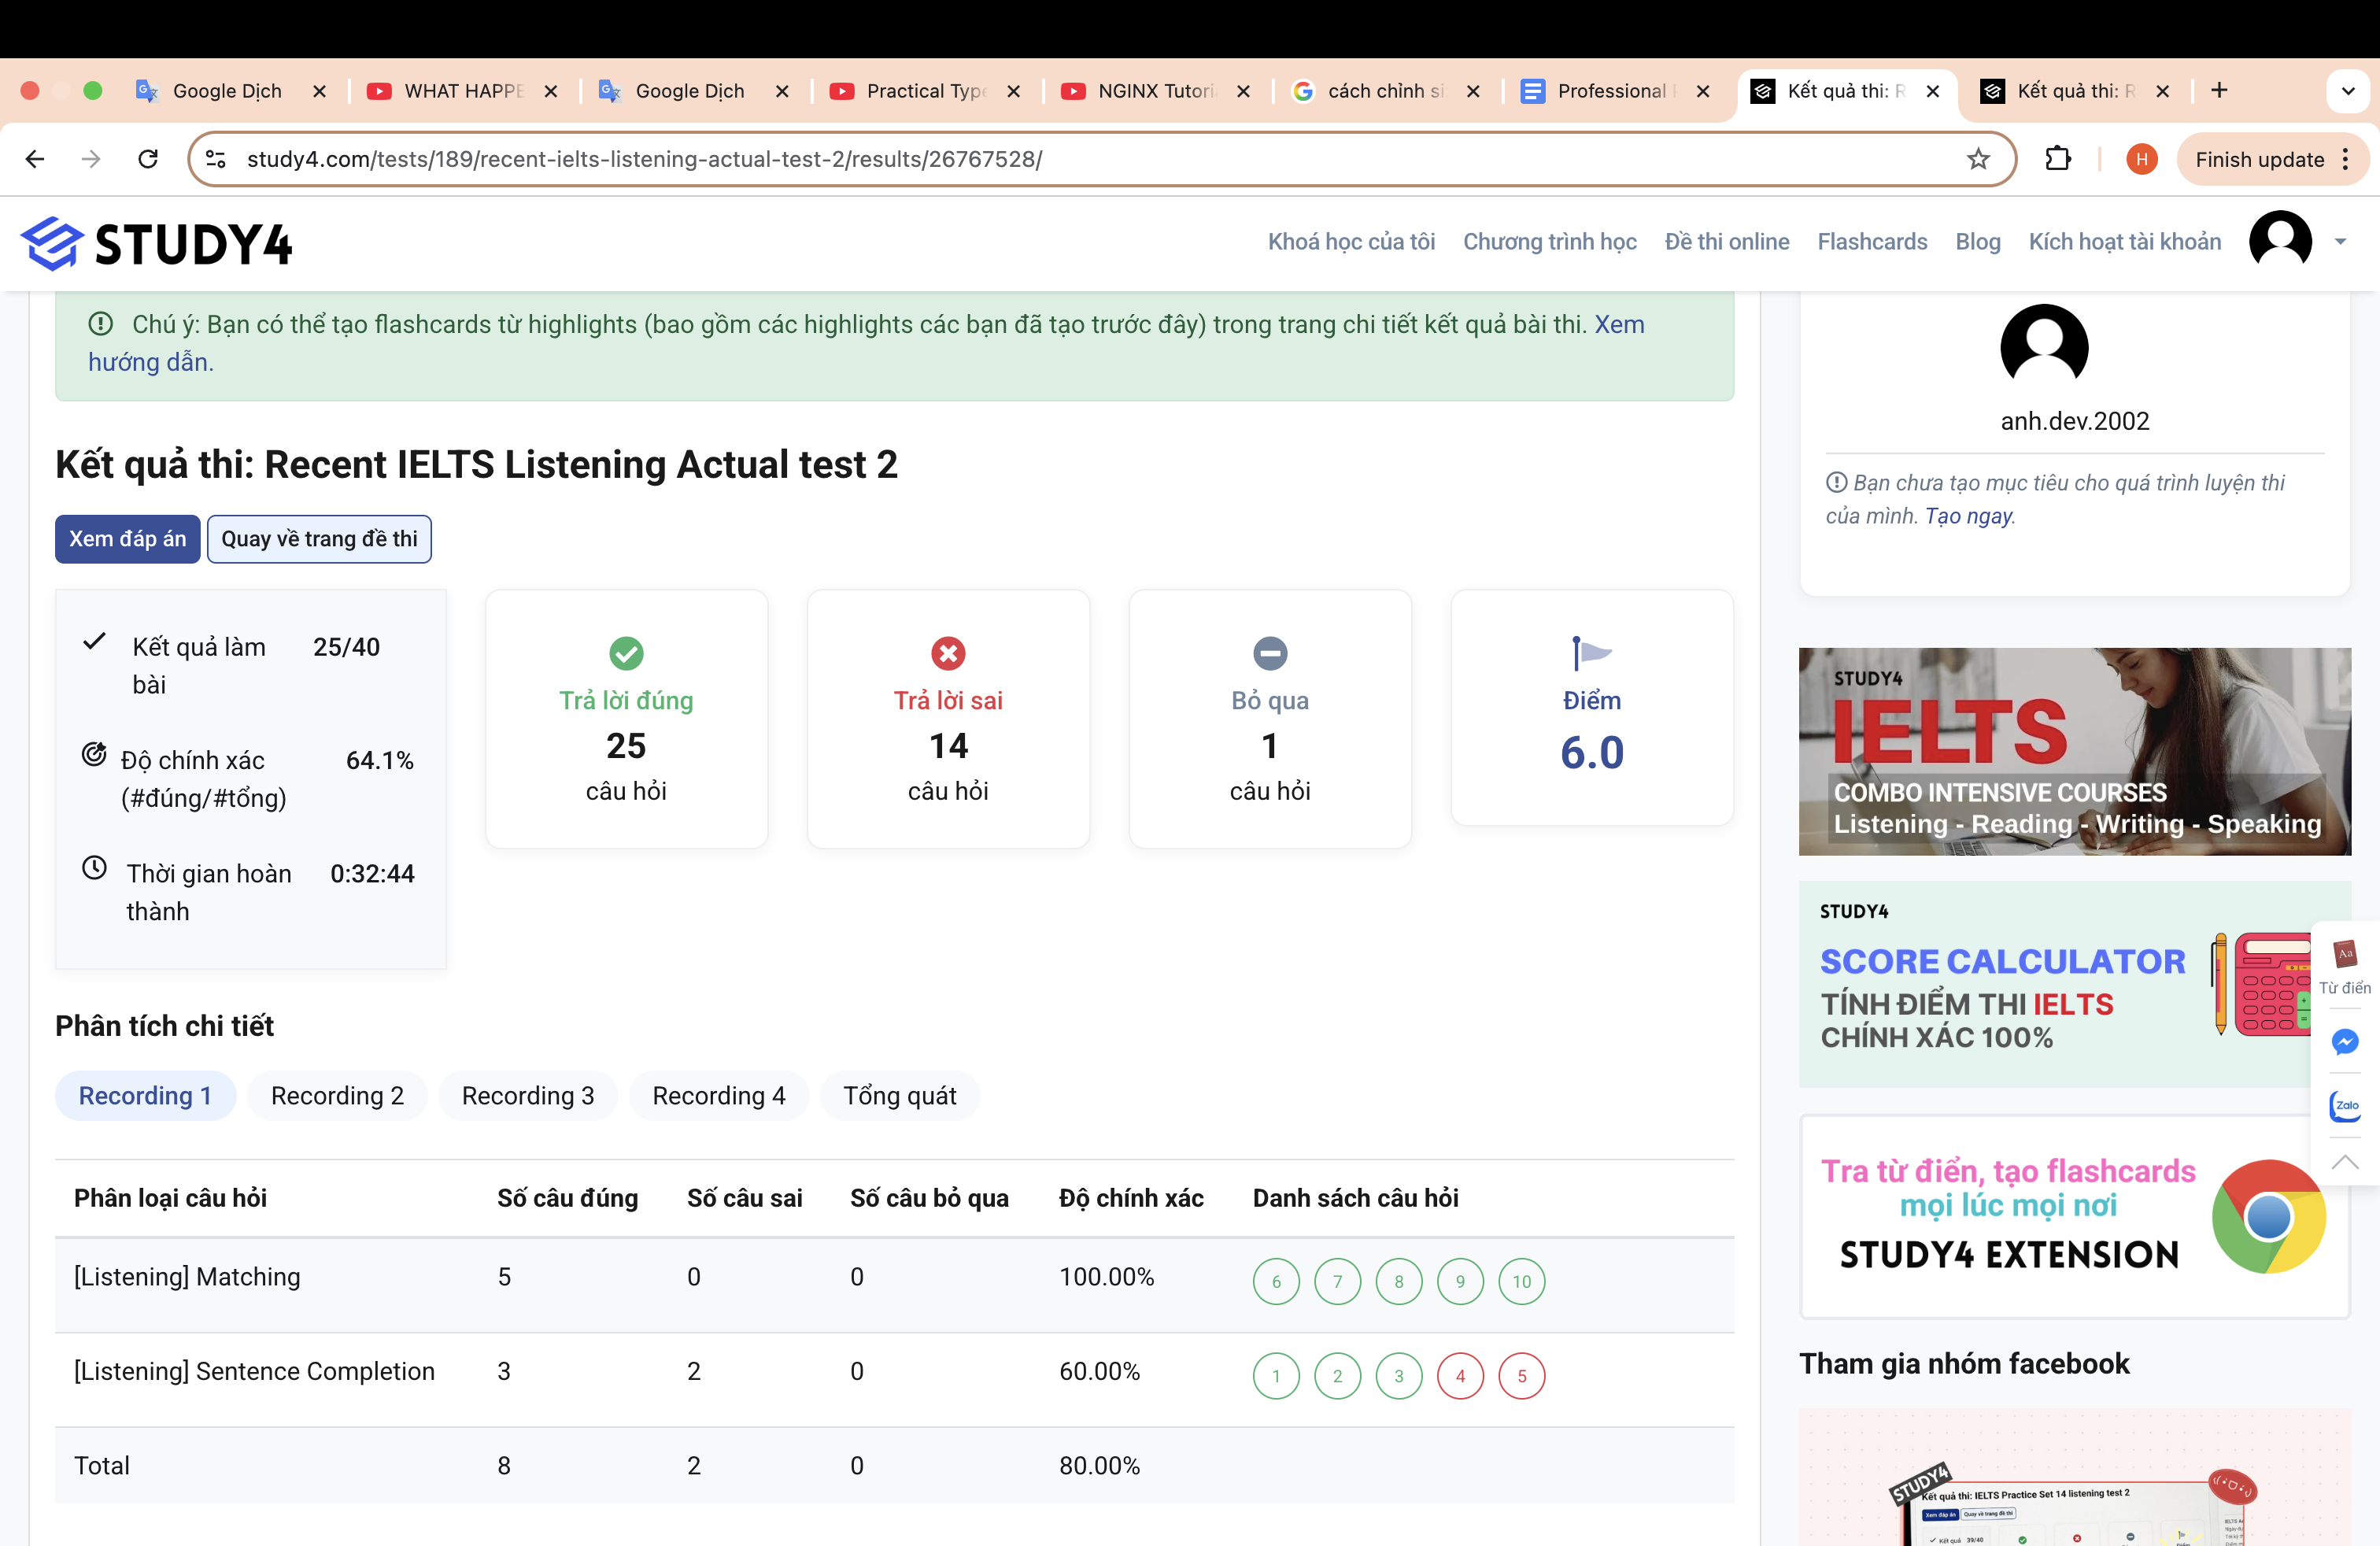 Google Dịch
WHAT HAPPE
Google Dịch
Practical Type
NGINX Tutori
cách chỉnh si
Professional
Kết quả thi: R
Kết quả thi: R
study4.com/tests/189/recent-ielts-listening-actual-test-2/results/26767528/
H
Finish update
STUDY4
Khoá học của tôi
Chương trình học
Đề thi online
Flashcards
Blog
Kích hoạt tài khoản
Chú ý: Bạn có thể tạo flashcards từ highlights (bao gồm các highlights các bạn đã tạo trước đây) trong trang chi tiết kết quả bài thi. Xem
hướng dẫn.
Kết quả thi: Recent IELTS Listening Actual test 2
Xem đáp án
Quay về trang đề thi
Kết quả làm 25/40
bài
Độ chính xác 64.1%
(#đúng/#tổng)
Thời gian hoàn 0:32:44
thành
Trả lời đúng
25
câu hỏi
Trả lời sai
14
câu hỏi
Bỏ qua
1
câu hỏi
Điểm
6.0
Phân tích chi tiết
Recording 1
Recording 2
Recording 3
Recording 4
Tổng quát
Phân loại câu hỏi Số câu đúng Số câu sai Số câu bỏ qua Độ chính xác Danh sách câu hỏi
[Listening] Matching 5 0 0 100.00% 6 7 8 9 10
[Listening] Sentence Completion 3 2 0 60.00% 1 2 3 4 5
Total 8 2 0 80.00%
anh.dev.2002
Bạn chưa tạo mục tiêu cho quá trình luyện thi
của mình. Tạo ngay.
STUDY4
IELTS
COMBO INTENSIVE COURSES
Listening - Reading - Writing - Speaking
STUDY4
SCORE CALCULATOR
TÍNH ĐIỂM THI IELTS
CHÍNH XÁC 100%
Aa
Từ điển
Zalo
Tra từ điển, tạo flashcards
mọi lúc mọi nơi
STUDY4 EXTENSION
Tham gia nhóm facebook
STUDY4
Kết quả thi: IELTS Practice Set 14 listening test 2
Xem đáp án
Quay về trang đề thi
Kết quả 39/40